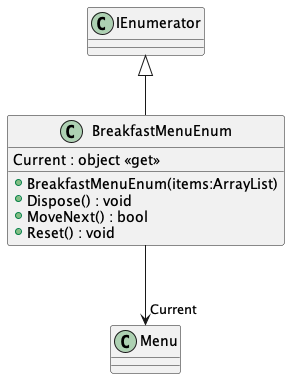 C IEnumerator
C BreakfastMenuEnum
Current : object «get»
BreakfastMenuEnum(items:ArrayList)
Dispose() : void
MoveNext() : bool
Reset() : void
Current
C Menu